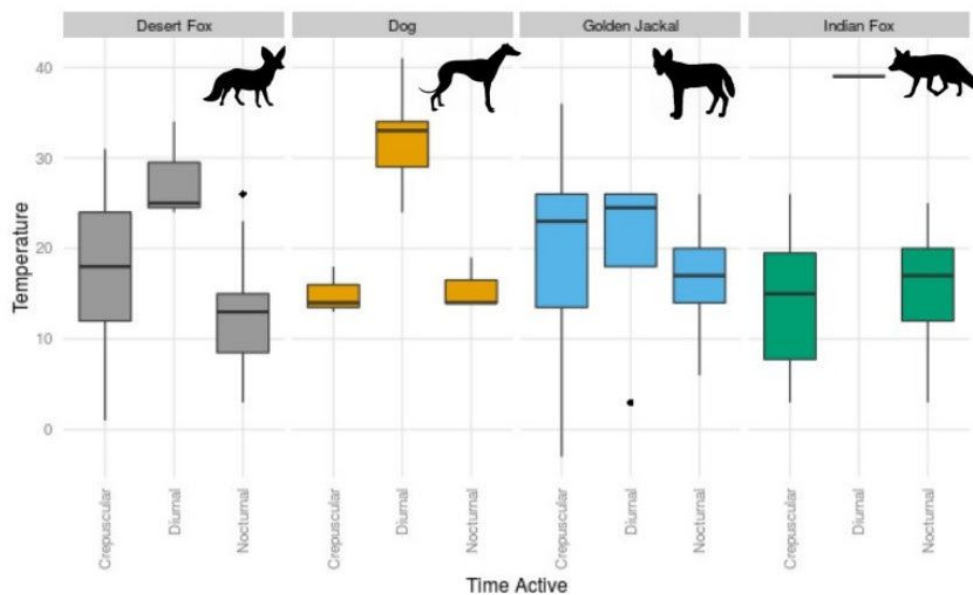 Desert Fox Dog Golden Jackal Indian Fox
40
30
20
10
0
Temperature
Crepuscular Diurnal Nocturnal Crepuscular Diurnal Nocturnal Crepuscular Diurnal Nocturnal Crepuscular Diurnal Nocturnal
Time Active